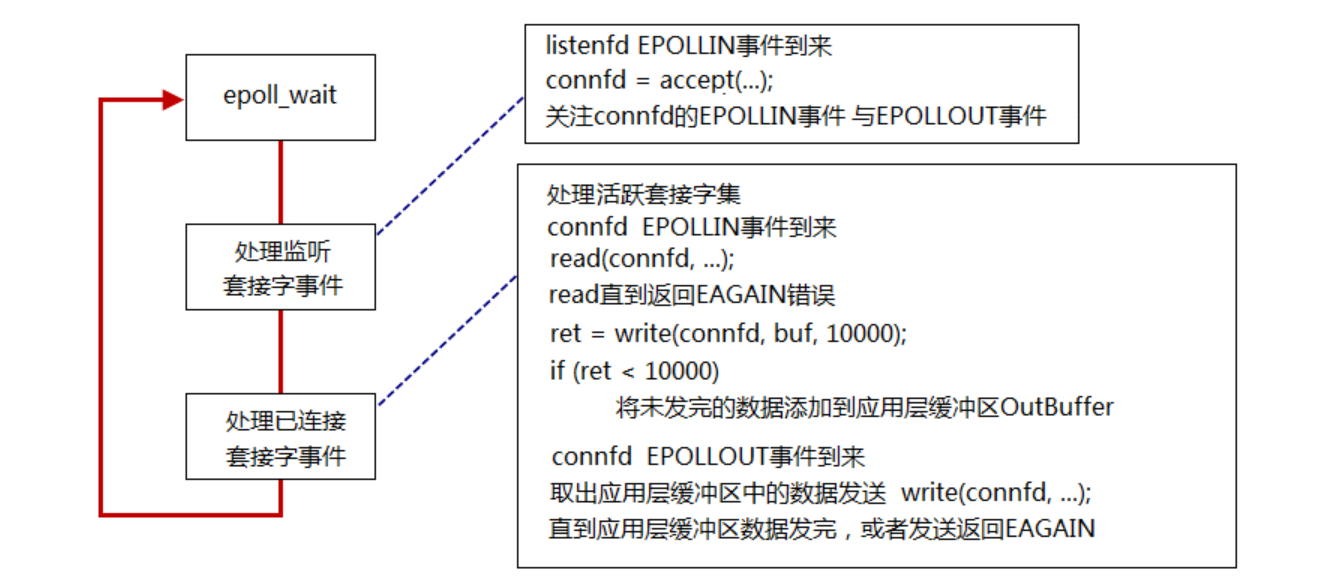 epoll_wait
处理监听
套接字事件
处理已连接
套接字事件
listenfd EPOLLIN事件到来
connfd = accept(...);
关注connfd的EPOLLIN事件 与EPOLLOUT事件
处理活跃套接字集
connfd EPOLLIN事件到来
read(connfd, ...);
read直到返回EAGAIN错误
ret = write(connfd, buf, 10000);
if (ret < 10000)
将未发完的数据添加到应用层缓冲区OutBuffer
connfd EPOLLOUT事件到来
取出应用层缓冲区中的数据发送 write(connfd, ...);
直到应用层缓冲区数据发完，或者发送返回EAGAIN